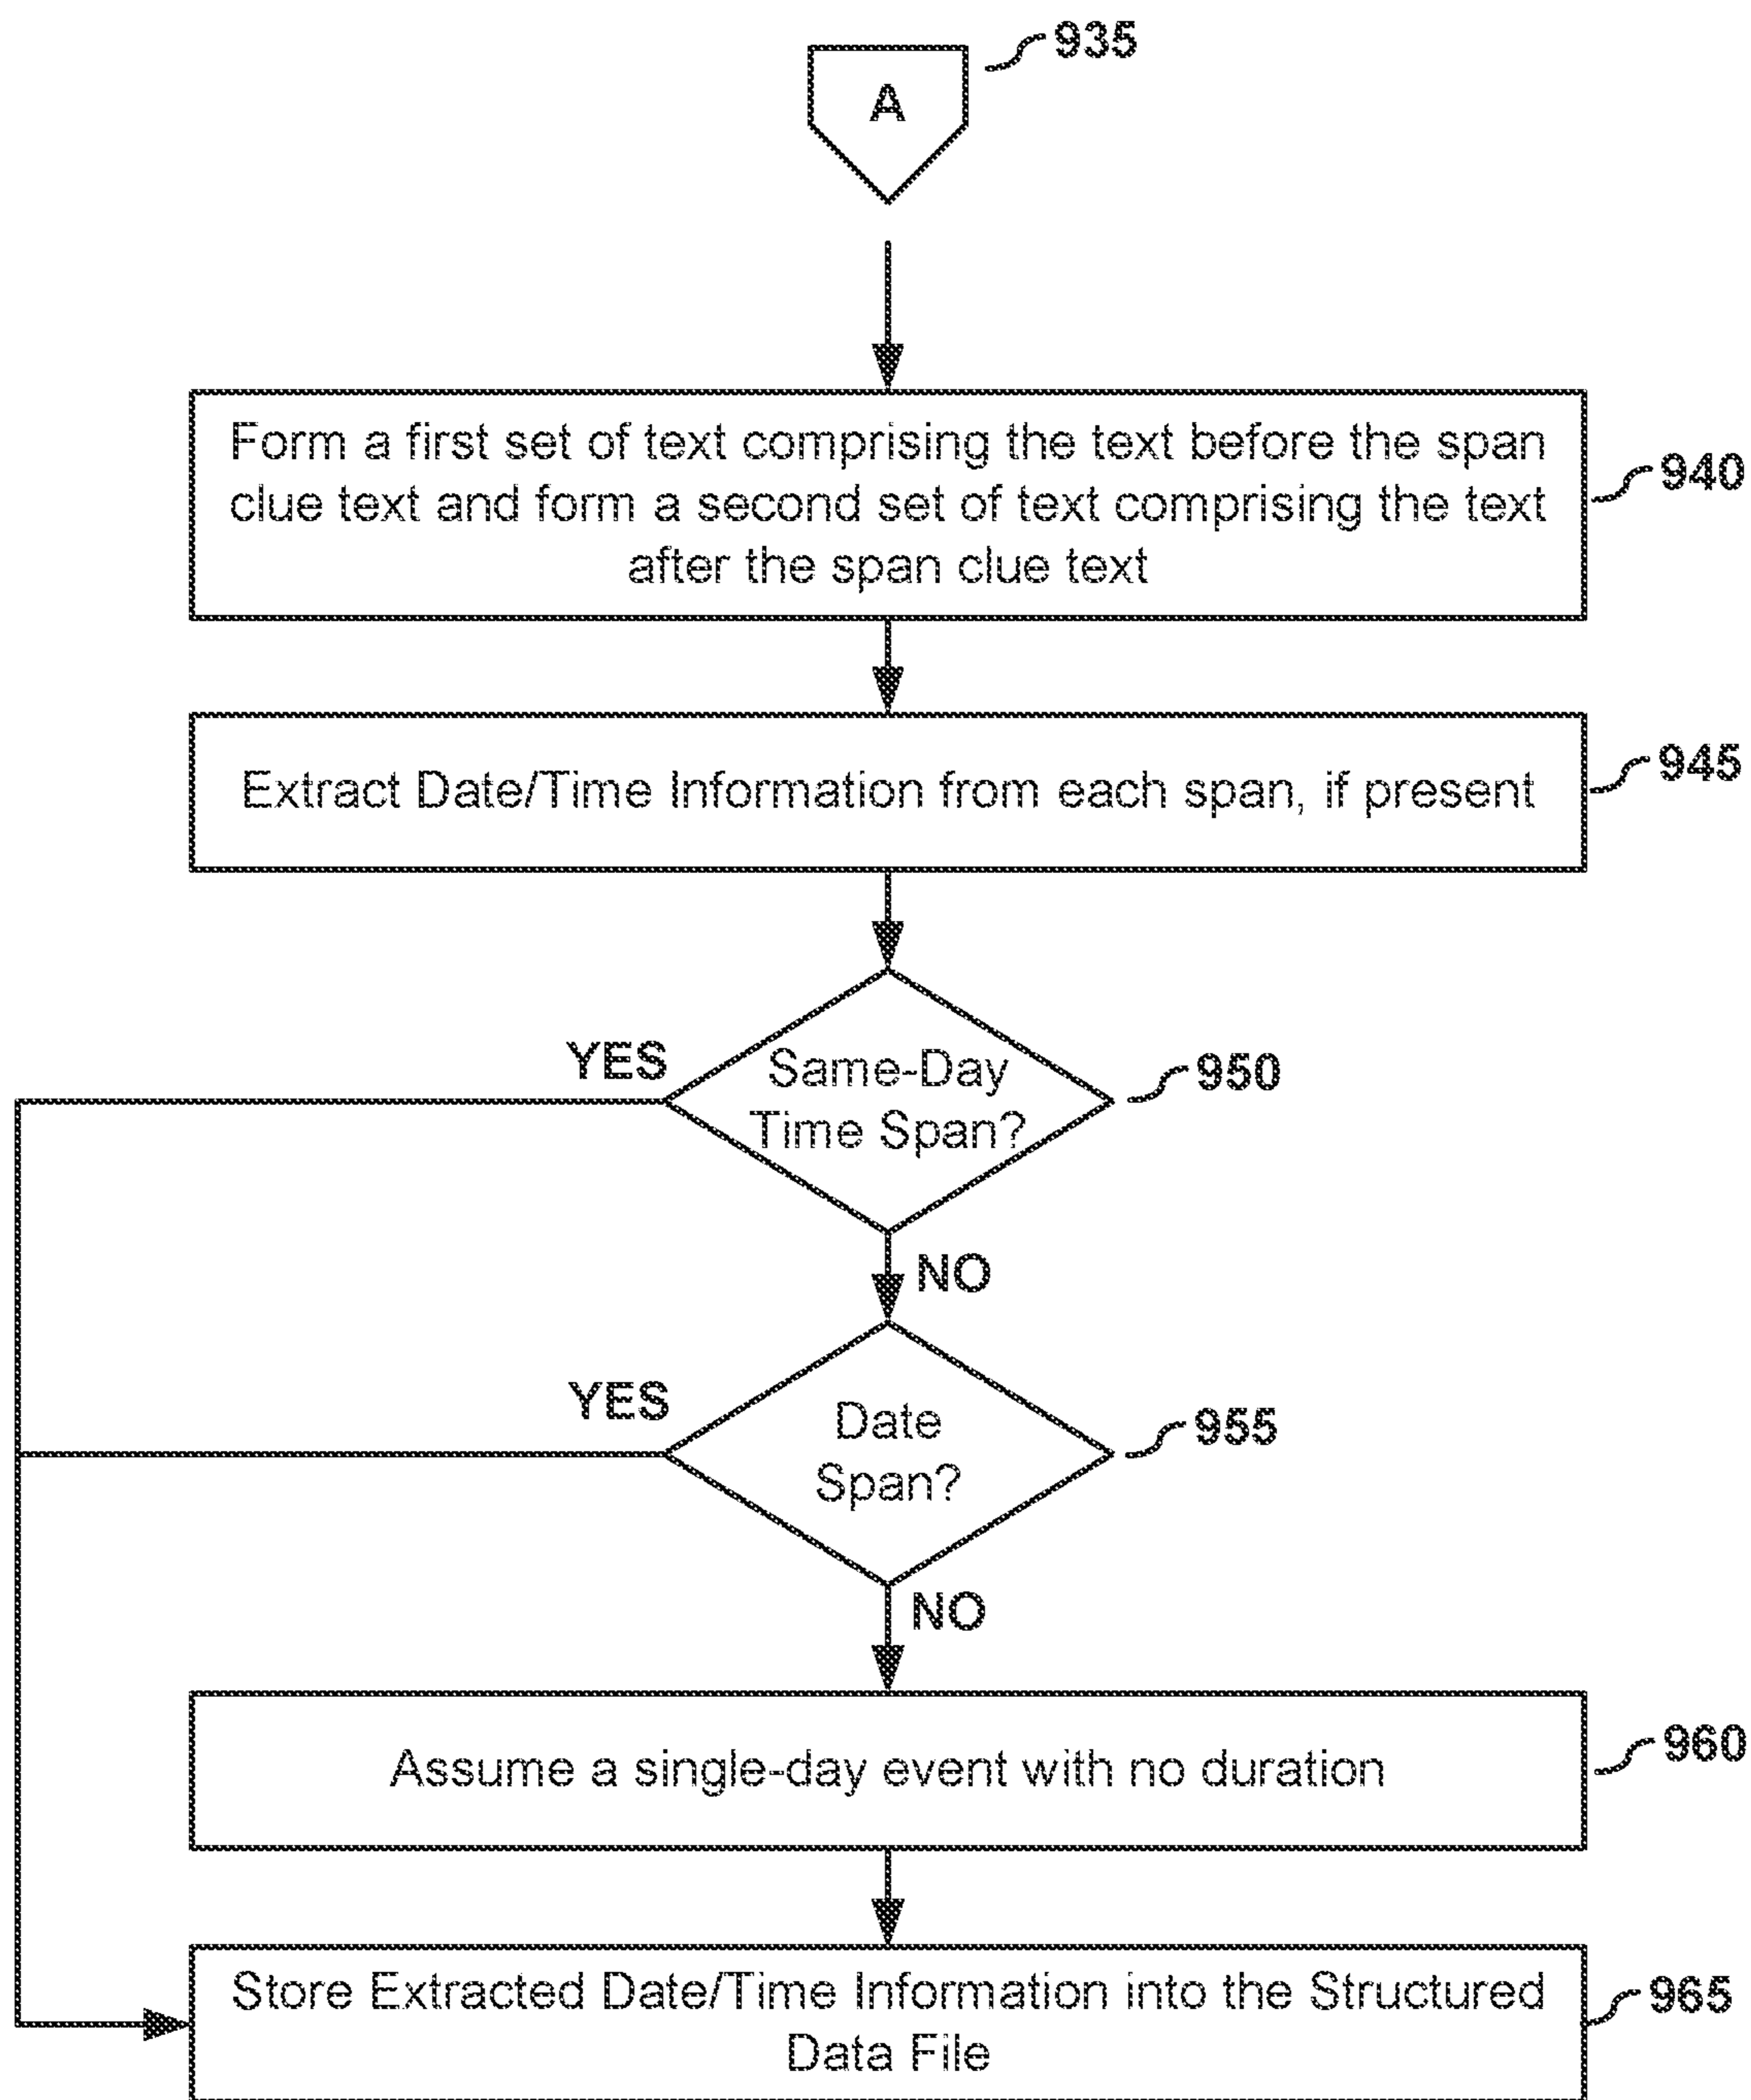 935
A
Form a first set of text comprising the text before the span
clue text and form a second set of text comprising the text
after the span clue text
940
Extract Date/Time Information from each span, if present
945
YES
Same-Day
Time Span?
950
NO
YES
Date
Span?
955
NO
Assume a single-day event with no duration
960
Store Extracted Date/Time Information into the Structured
Data File
965